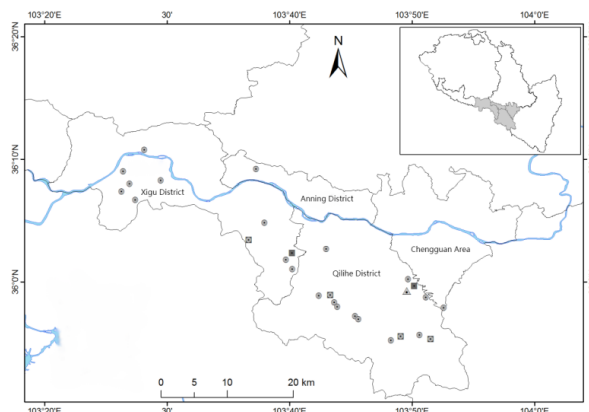 103°20'E 30' 103°40'E 103°50'E 104°0'E
36°20'N
N
36°10'N
Xigu District
Anning District
Chengguan Area
Qilihe District
36°0'N
0 5 10 20 km
103°20'E 30' 103°40'E 103°50'E 104°0'E